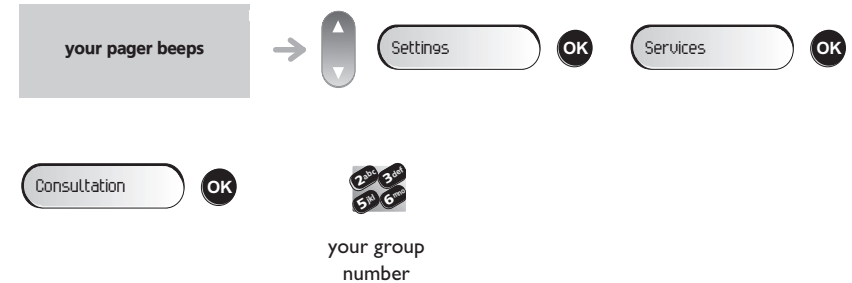 your pager beeps
Settings
OK
Services
OK
Consultation
OK
2abc 3def
5jkl 6mno
your group
number